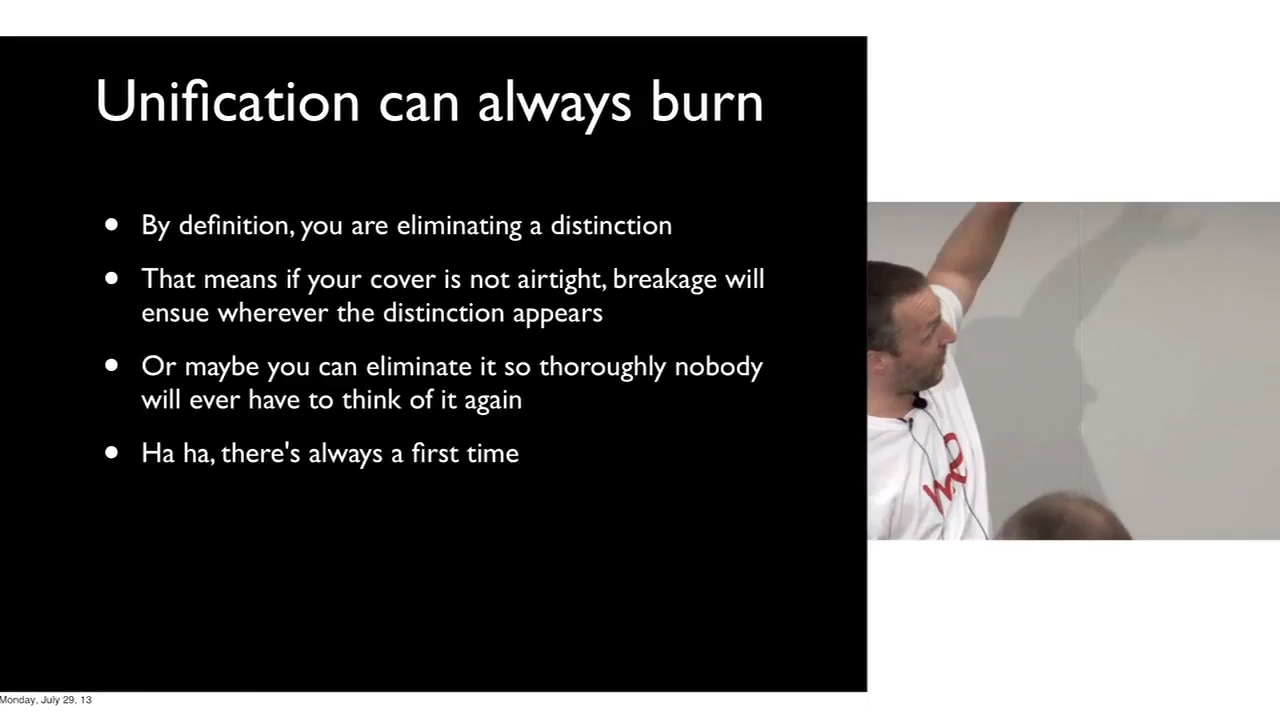 Unification can always burn
● By definition, you are eliminating a distinction
● That means if your cover is not airtight, breakage will
ensue wherever the distinction appears
● Or maybe you can eliminate it so thoroughly nobody
will ever have to think of it again
● Ha ha, there's always a first time
Monday, July 29, 13